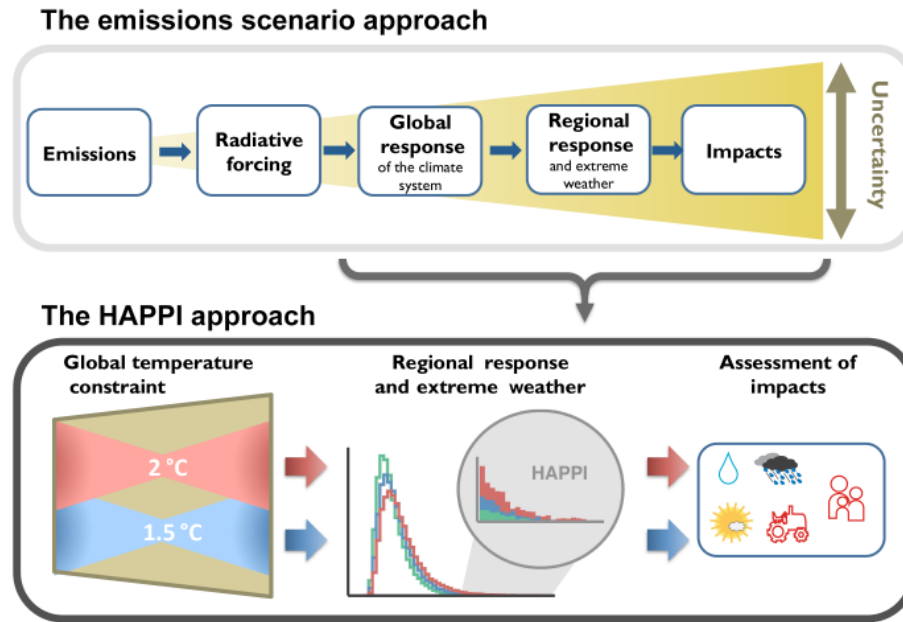 The emissions scenario approach
Emissions
Radiative
forcing
Global
response
of the climate
system
Regional
response
and extreme
weather
Impacts
Uncertainty
The HAPPI approach
Global temperature
constraint
Regional response
and extreme weather
Assessment of
impacts
2 °C
1.5 °C
HAPPI